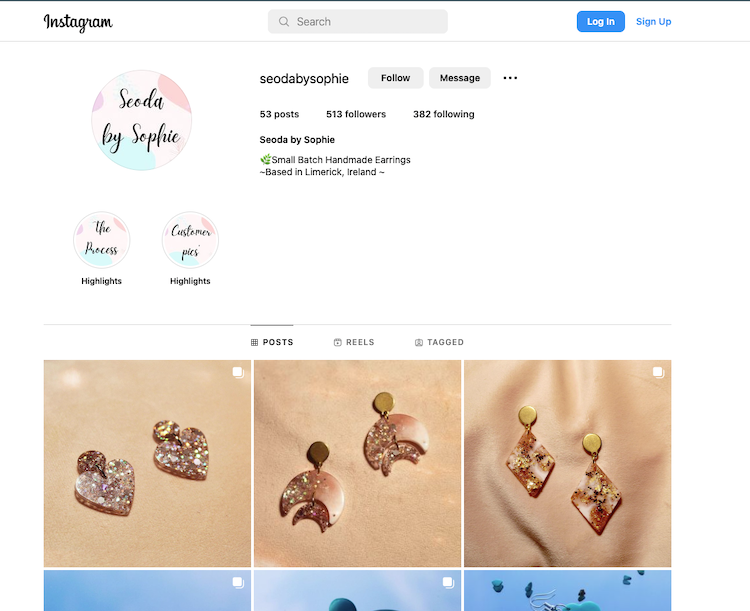 Instagram
Search
Log In
Sign Up
Seoda
by Sophie
seodabysophie
Follow
Message
53 posts
513 followers
382 following
Seoda by Sophie
🌿Small Batch Handmade Earrings
~Based in Limerick, Ireland ~
The
Process
Customer
pics
Highlights
Highlights
POSTS
REELS
TAGGED